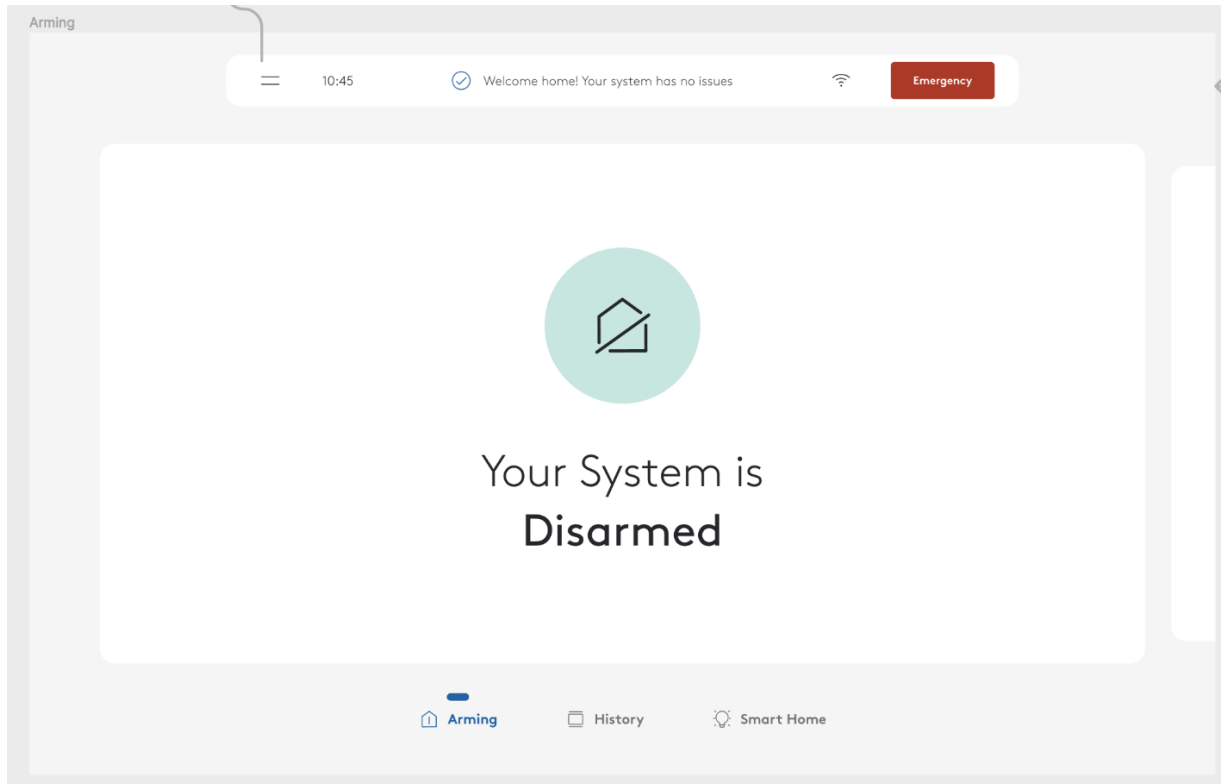 Arming
10:45 Welcome home! Your system has no issues Emergency
Your System is
Disarmed
Arming History Smart Home